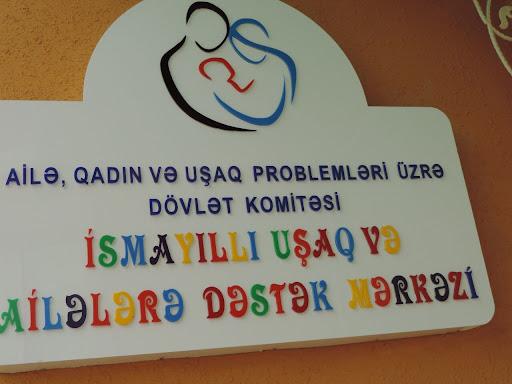 AİLƏ, QADIN VƏ UŞAQ PROBLEMLƏRİ ÜZRƏ
DÖVLƏT KOMİTƏSİ
İSMAYILLI UŞAQ VƏ
AİLƏLƏRƏ DƏSTƏK MƏRKƏZİ